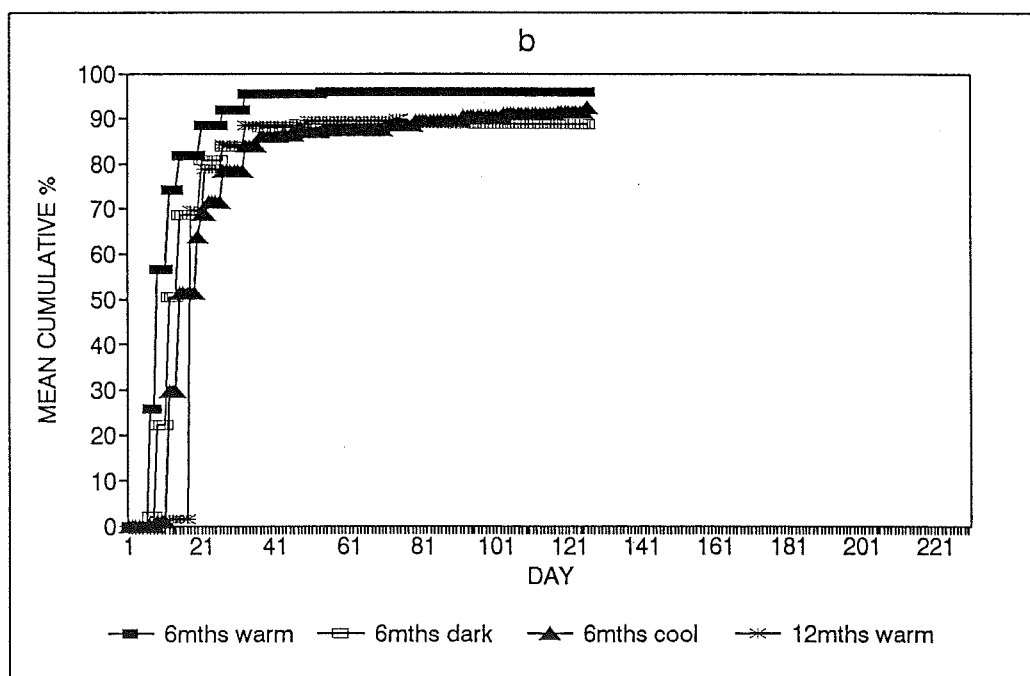 b
MEAN CUMULATIVE %
100
90
80
70
60
50
40
30
20
10
0
1 21 41 61 81 101 121 141 161 181 201 221
DAY
6mths warm 6mths dark 6mths cool 12mths warm